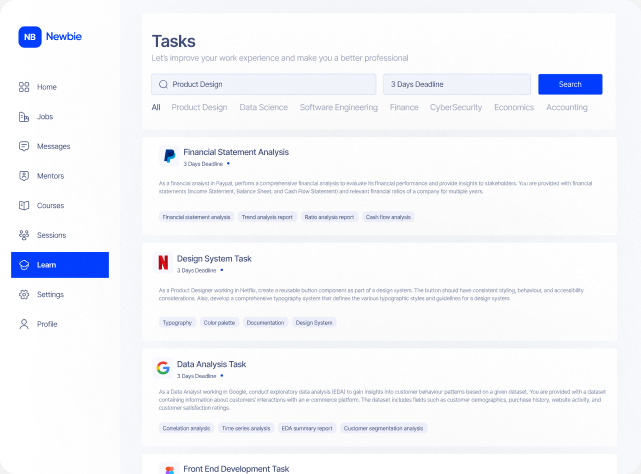 NB Newbie
Home
Jobs
Messages
Mentors
Courses
Sessions
Learn
Settings
Profile
Tasks
Let's improve your work experience and make you a better professional
Product Design
3 Days Deadline
Search
All Product Design Data Science Software Engineering Finance CyberSecurity Economics Accounting
Financial Statement Analysis
3 Days Deadline
As a financial analyst in Paypal, perform a comprehensive financial analysis to evaluate its financial performance and provide insights to stakeholders. You are provided with financial
statements (Income Statement, Balance Sheet, and Cash Flow Statement) and relevant financial ratios of a company for multiple years.
Financial statement analysis Trend analysis report Ratio analysis report Cash flow analysis
Design System Task
3 Days Deadline
As a Product Designer working in Netflix, create a reusable button component as part of a design system. The button should have consistent styling, behaviour, and accessibility
considerations. Also, develop a comprehensive typography system that defines the various typographic styles and guidelines for a design system
Typography Color palette Documentation Design System
Data Analysis Task
3 Days Deadline
As a Data Analyst working in Google, conduct exploratory data analysis (EDA) to gain insights into customer behaviour patterns based on a given dataset. You are provided with a dataset
containing information about customers' interactions with an e-commerce platform. The dataset includes fields such as customer demographics, purchase history, website activity, and
customer satisfaction ratings.
Correlation analysis Time series analysis EDA summary report Customer segmentation analysis
Front End Development Task